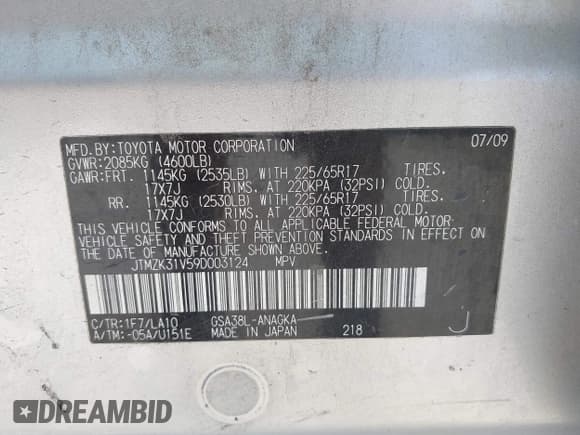 MFD.BY:TOYOTA MOTOR CORPORATION 07/09
GVWR:2085KG (4600LB)
GAWR:FRT. 1145KG (2535LB) WITH 225/65R17 TIRES.
17X7J RIMS. AT 220KPA (32PSI) COLD.
RR. 1145KG (2530LB) WITH 225/65R17 TIRES.
17X7J RIMS. AT 220KPA (32PSI) COLD.
THIS VEHICLE CONFORMS TO ALL APPLICABLE FEDERAL MOTOR
VEHICLE SAFETY AND THEFT PREVENTION STANDARDS IN EFFECT ON
THE DATE OF MANUFACTURE SHOWN ABOVE.
JTMZK31V59D003124 MPV
C/TR:1F7/LA10 GSA38L-ANAGKA
A/TM:-05A/U151E MADE IN JAPAN 218 J
DREAMBID